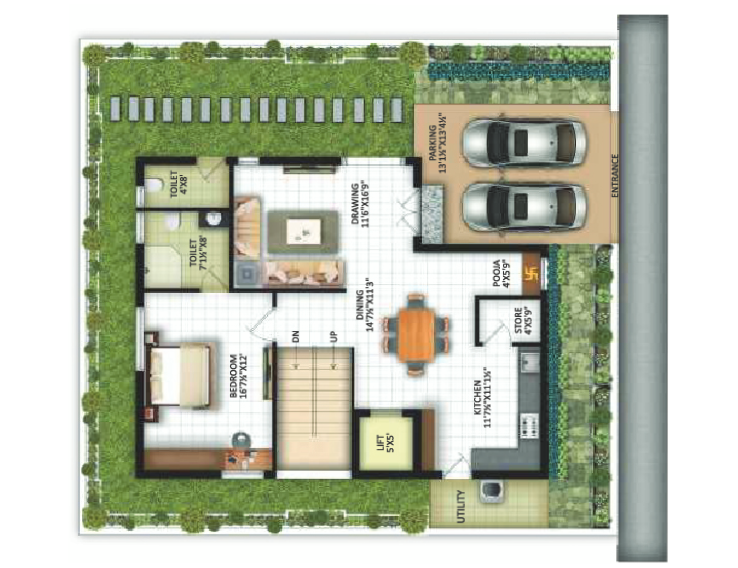 PARKING
13'1½"X13'4½"
ENTRANCE
TOILET
4'X8'
DRAWING
11'6"X16'9"
TOILET
7'1½"X8'
POOJA
4'X5'9"
DINING
14'7½"X11'3"
STORE
4'X5'9"
DN
UP
BEDROOM
16'7½"X12'
KITCHEN
11'7½"X11'1½"
LIFT
5'X5'
UTILITY